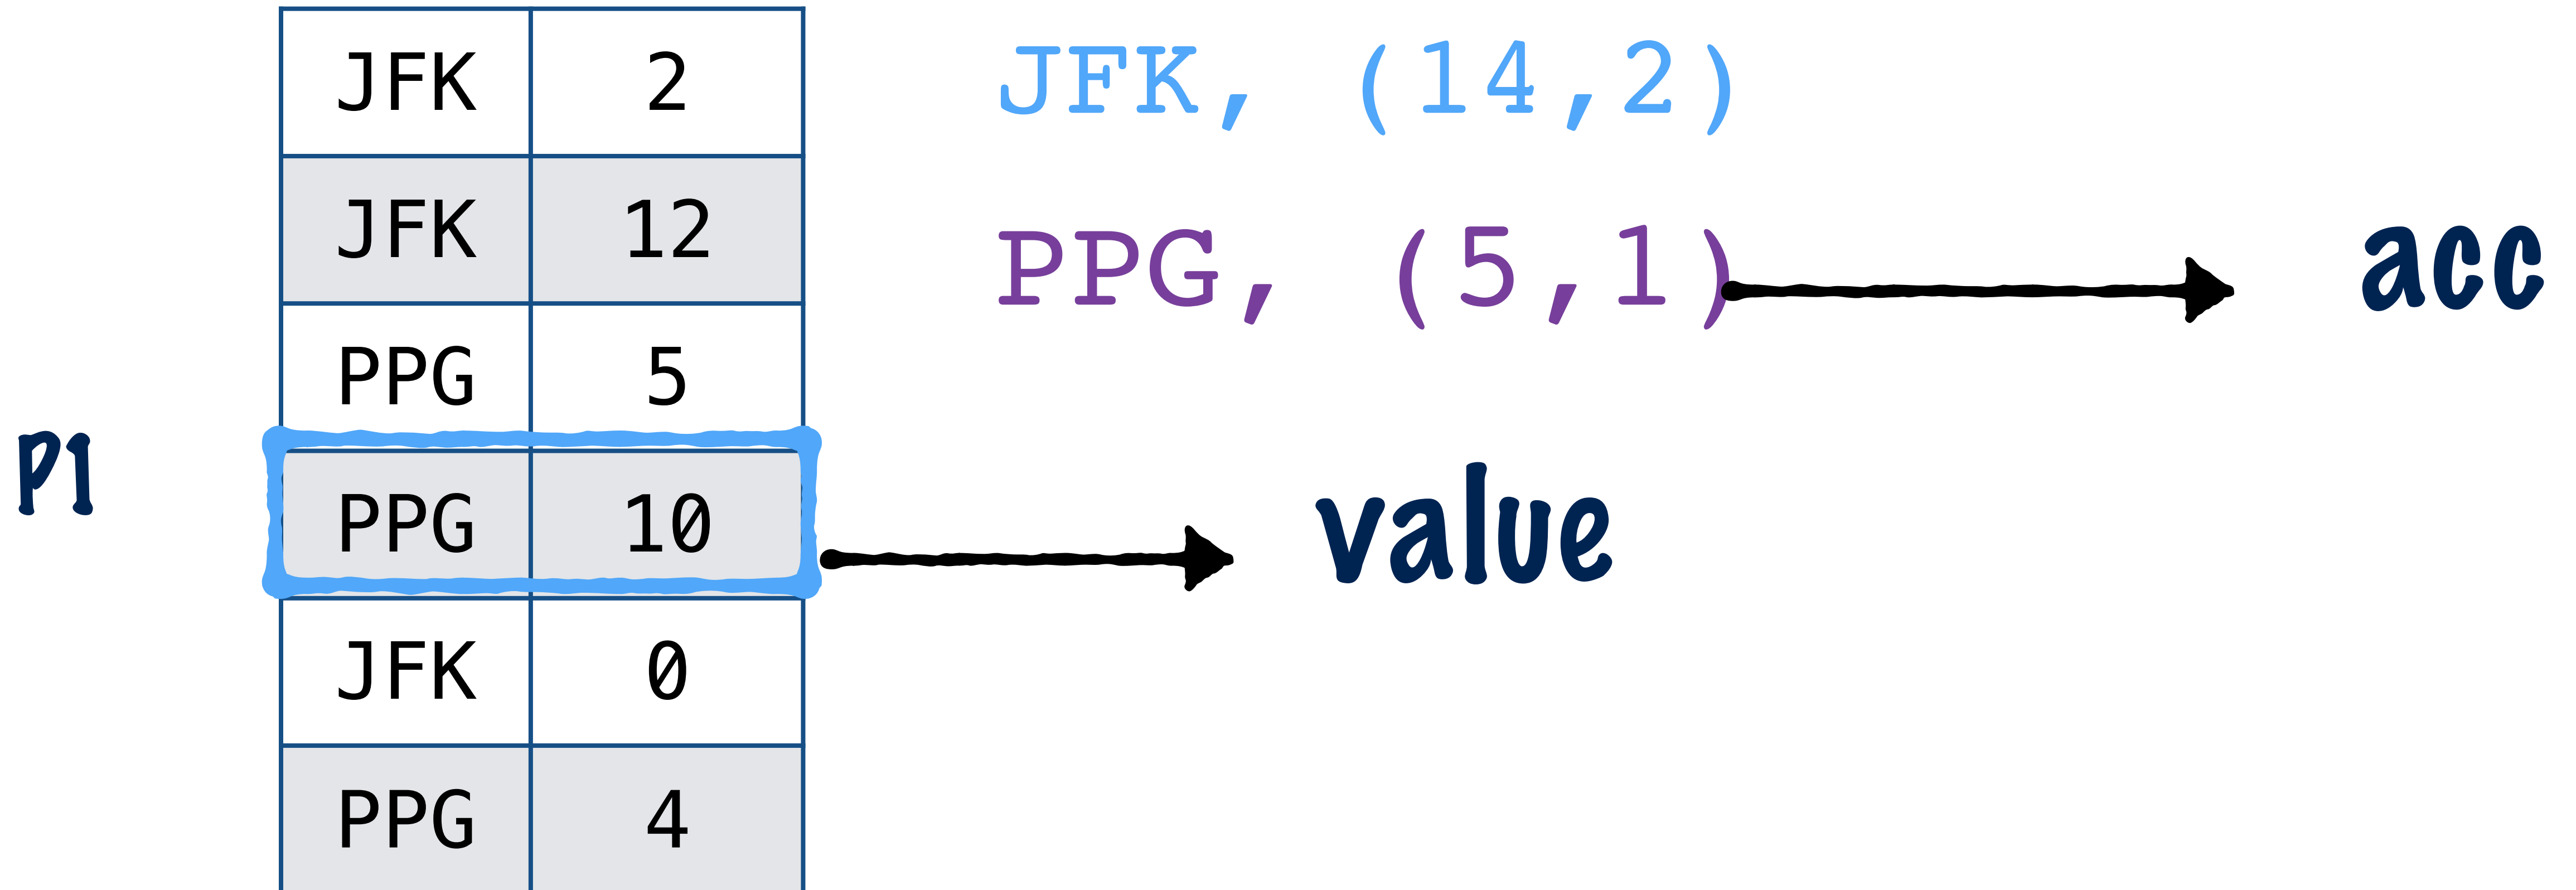 JFK 2 JFK, (14,2)
JFK 12 PPG, (5,1) acc
PPG 5
P1 PPG 10 value
JFK 0
PPG 4